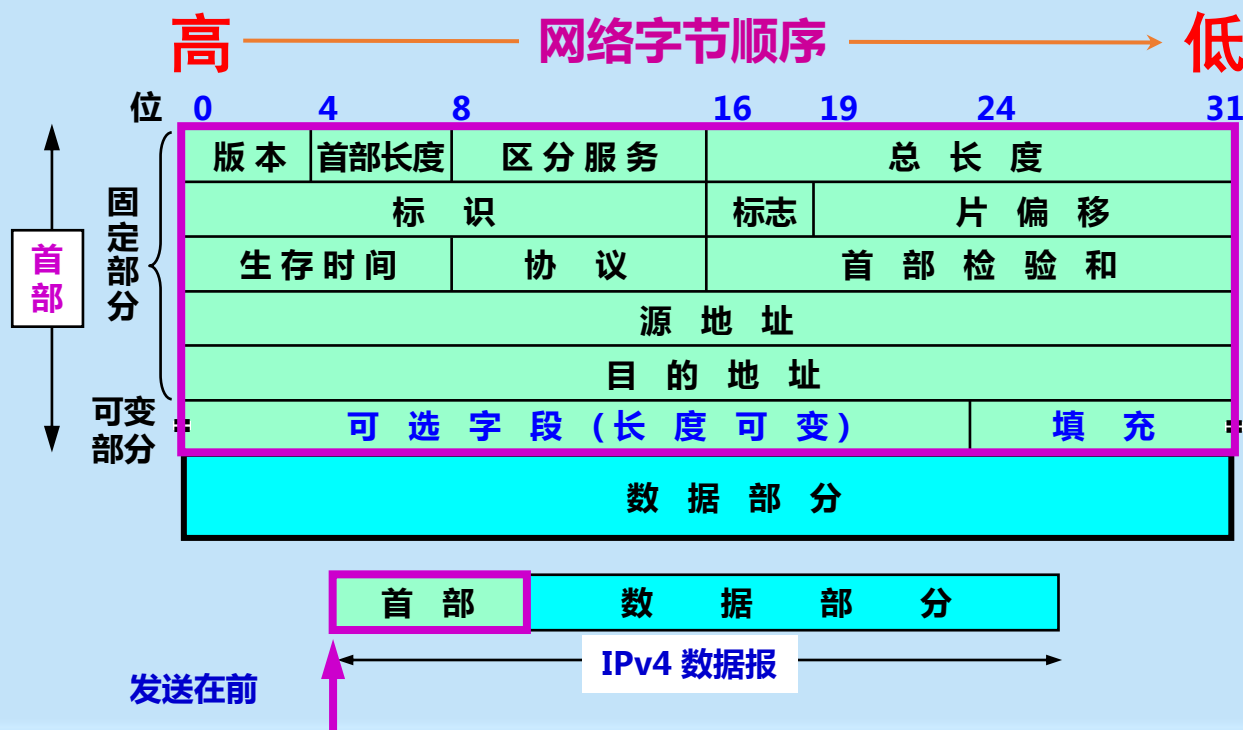 高 网络字节顺序 低
位 0 4 8 16 19 24 31
版本 首部长度 区分服务 总长度
标识 标志 片偏移
生存时间 协议 首部检验和
源地址
目的地址
可选字段(长度可变) 填充
数据部分
固定部分
首部
可变
部分
首部 数据部分
IPv4 数据报
发送在前